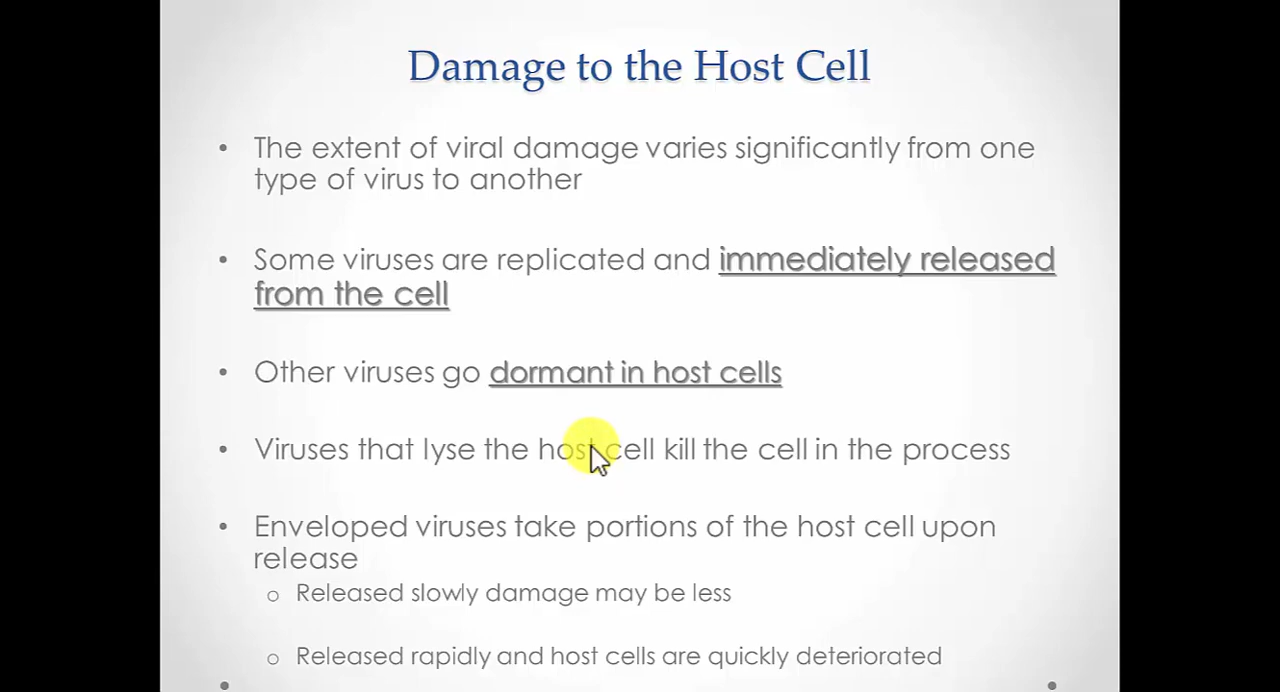 Damage to the Host Cell
• The extent of viral damage varies significantly from one
type of virus to another
• Some viruses are replicated and immediately released
from the cell
• Other viruses go dormant in host cells
• Viruses that lyse the host cell kill the cell in the process
• Enveloped viruses take portions of the host cell upon
release
o Released slowly damage may be less
o Released rapidly and host cells are quickly deteriorated